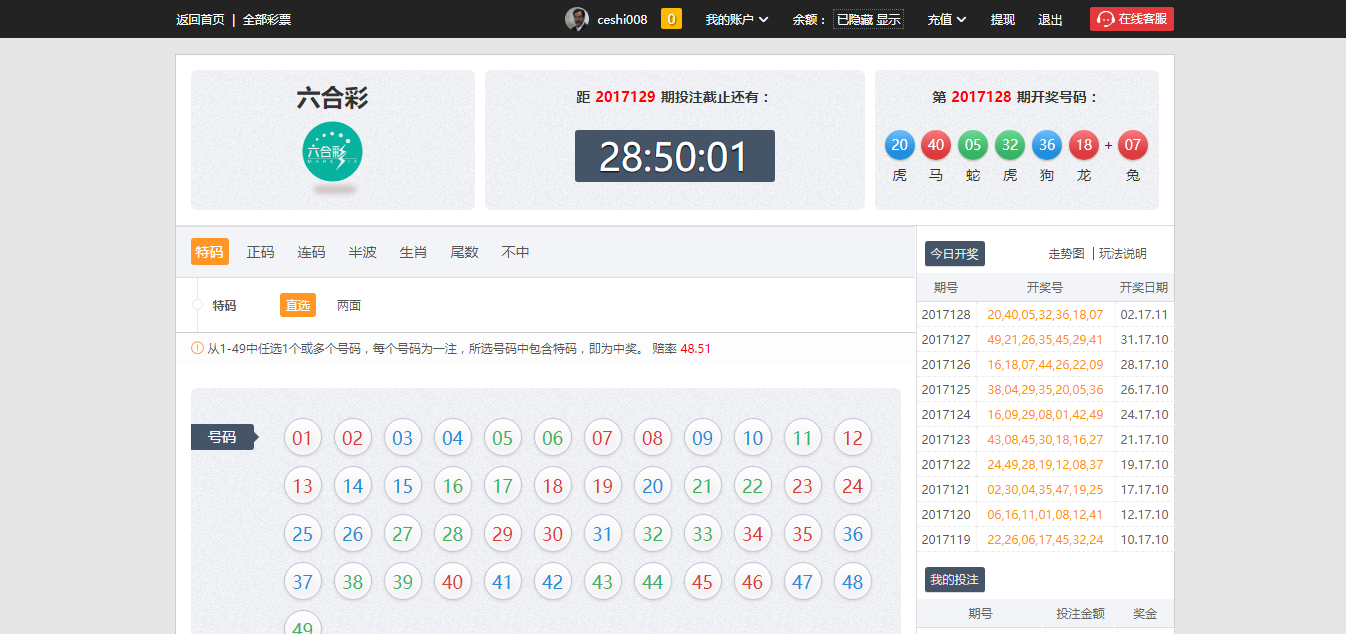 返回首页 | 全部彩票 ceshi008 0 我的账户 余额： 已隐藏 显示 充值 提现 退出 在线客服
六合彩
六合彩
距 2017129 期投注截止还有：
28:50:01
第 2017128 期开奖号码：
20 40 05 32 36 18 + 07
虎 马 蛇 虎 狗 龙 兔
特码 正码 连码 半波 生肖 尾数 不中
特码 直选 两面
从1-49中任选1个或多个号码，每个号码为一注，所选号码中包含特码，即为中奖。 赔率 48.51
号码
01 02 03 04 05 06 07 08 09 10 11 12
13 14 15 16 17 18 19 20 21 22 23 24
25 26 27 28 29 30 31 32 33 34 35 36
37 38 39 40 41 42 43 44 45 46 47 48
49
今日开奖 走势图 | 玩法说明
期号 开奖号 开奖日期
2017128 20,40,05,32,36,18,07 02.17.11
2017127 49,21,26,35,45,29,41 31.17.10
2017126 16,18,07,44,26,22,09 28.17.10
2017125 38,04,29,35,20,05,36 26.17.10
2017124 16,09,29,08,01,42,49 24.17.10
2017123 43,08,45,30,18,16,27 21.17.10
2017122 24,49,28,19,12,08,37 19.17.10
2017121 02,30,04,35,47,19,25 17.17.10
2017120 06,16,11,01,08,12,41 12.17.10
2017119 22,26,06,17,45,32,24 10.17.10
我的投注
期号 投注金额 奖金